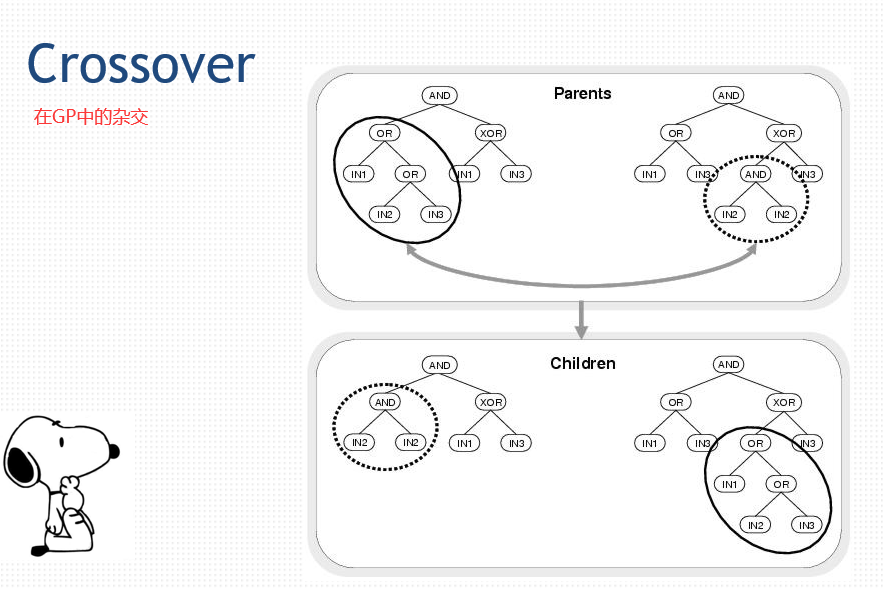 Crossover
在GP中的杂交
Parents
AND AND
OR XOR OR XOR
IN1 OR IN1 IN3 IN1 IN3 AND IN3
IN2 IN3 IN2 IN2
Children
AND AND
AND XOR OR XOR
IN2 IN2 IN1 IN3 IN1 IN3 OR IN3
IN1 OR
IN2 IN3